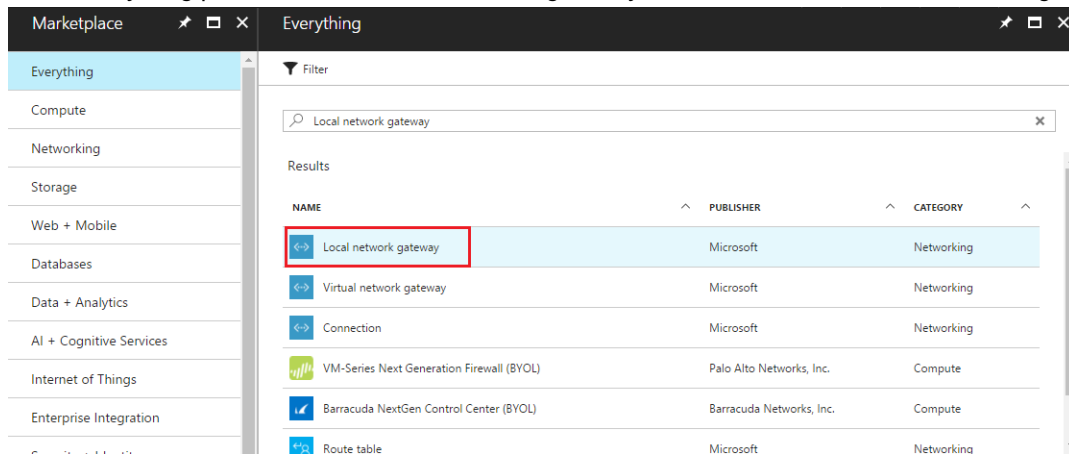 Marketplace
Everything
Everything
Compute
Networking
Storage
Web + Mobile
Databases
Data + Analytics
AI + Cognitive Services
Internet of Things
Enterprise Integration
Filter
Local network gateway
Results
NAME PUBLISHER CATEGORY
Local network gateway Microsoft Networking
Virtual network gateway Microsoft Networking
Connection Microsoft Networking
VM-Series Next Generation Firewall (BYOL) Palo Alto Networks, Inc. Compute
Barracuda NextGen Control Center (BYOL) Barracuda Networks, Inc. Compute
Route table Microsoft Networking